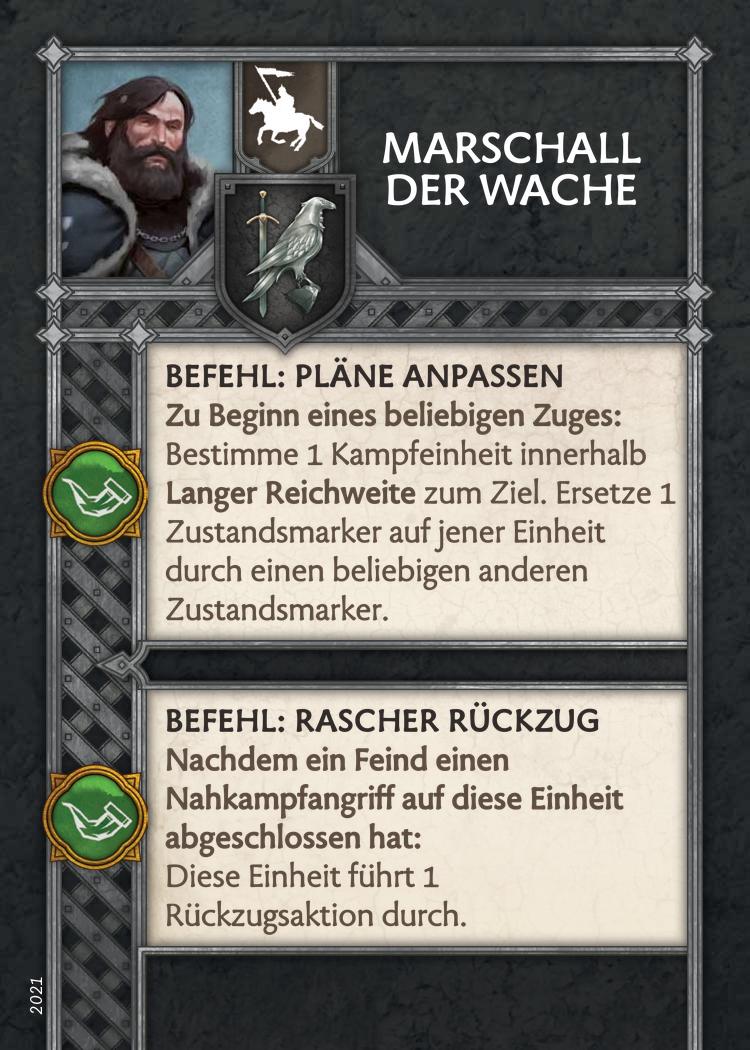 MARSCHALL
DER WACHE
BEFEHL: PLÄNE ANPASSEN
Zu Beginn eines beliebigen Zuges:
Bestimme 1 Kampfeinheit innerhalb
Langer Reichweite zum Ziel. Ersetze 1
Zustandsmarker auf jener Einheit
durch einen beliebigen anderen
Zustandsmarker.
BEFEHL: RASCHER RÜCKZUG
Nachdem ein Feind einen
Nahkampfangriff auf diese Einheit
abgeschlossen hat:
Diese Einheit führt 1
Rückzugsaktion durch.
2021